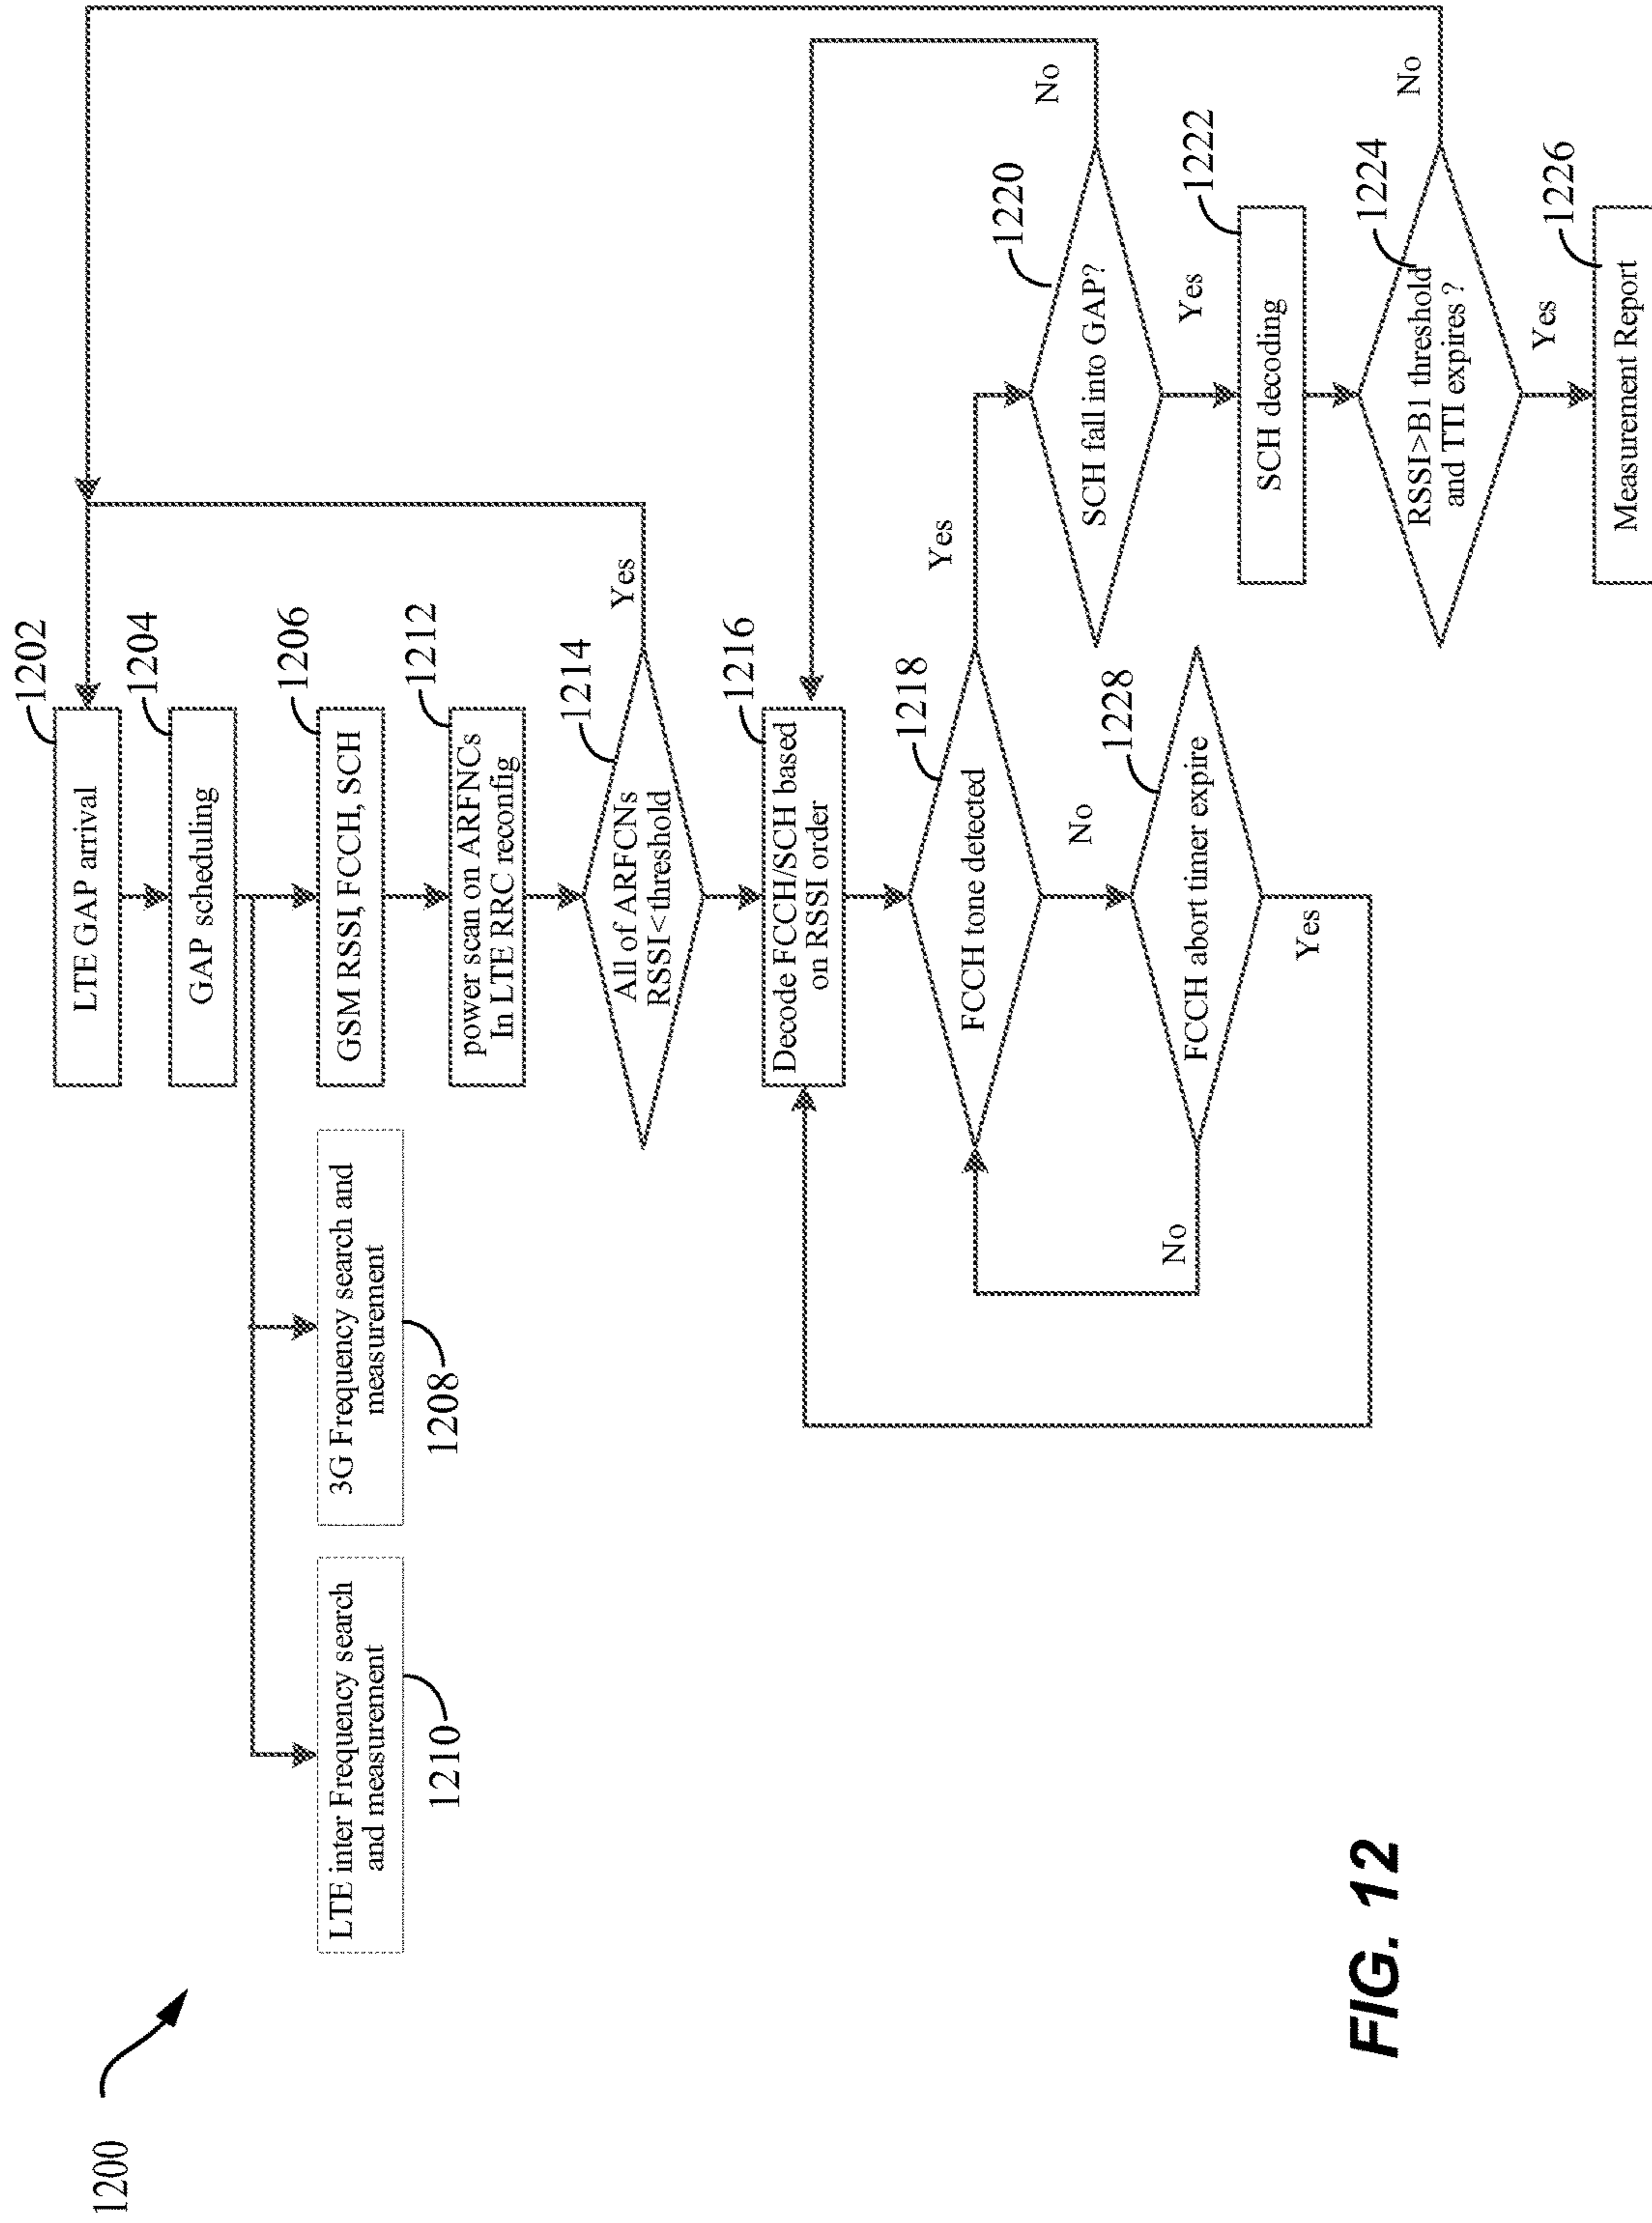 1200
LTE GAP arrival
1202
GAP scheduling
1204
LTE inter Frequency search
and measurement
1210
3G Frequency search and
measurement
1208
GSM RSSI, FCCH, SCH
1206
power scan on ARFNCs
In LTE RRC reconfig
1212
All of ARFCNs
RSSI<threshold
1214
Yes
Decode FCCH/SCH based
on RSSI order
1216
FCCH tone detected
1218
Yes
No
FCCH abort timer expire
1228
No
Yes
SCH fall into GAP?
1220
No
Yes
SCH decoding
1222
RSSI>B1 threshold
and TTI expires ?
1224
No
Yes
Measurement Report
1226
FIG. 12